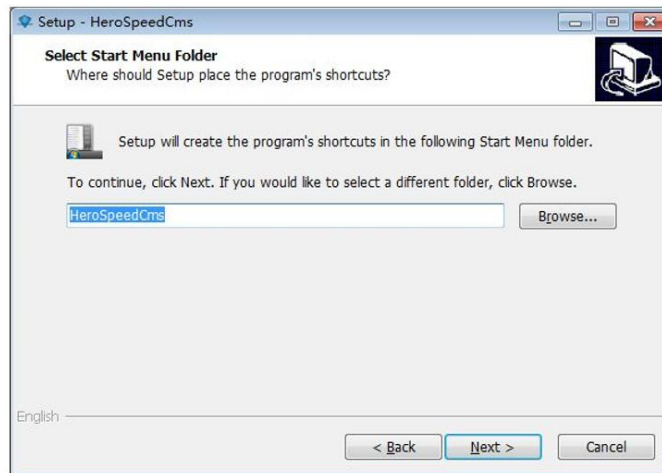 Setup - HeroSpeedCms
Select Start Menu Folder
Where should Setup place the program's shortcuts?
Setup will create the program's shortcuts in the following Start Menu folder.
To continue, click Next. If you would like to select a different folder, click Browse.
HeroSpeedCms
Browse...
English
< Back
Next >
Cancel